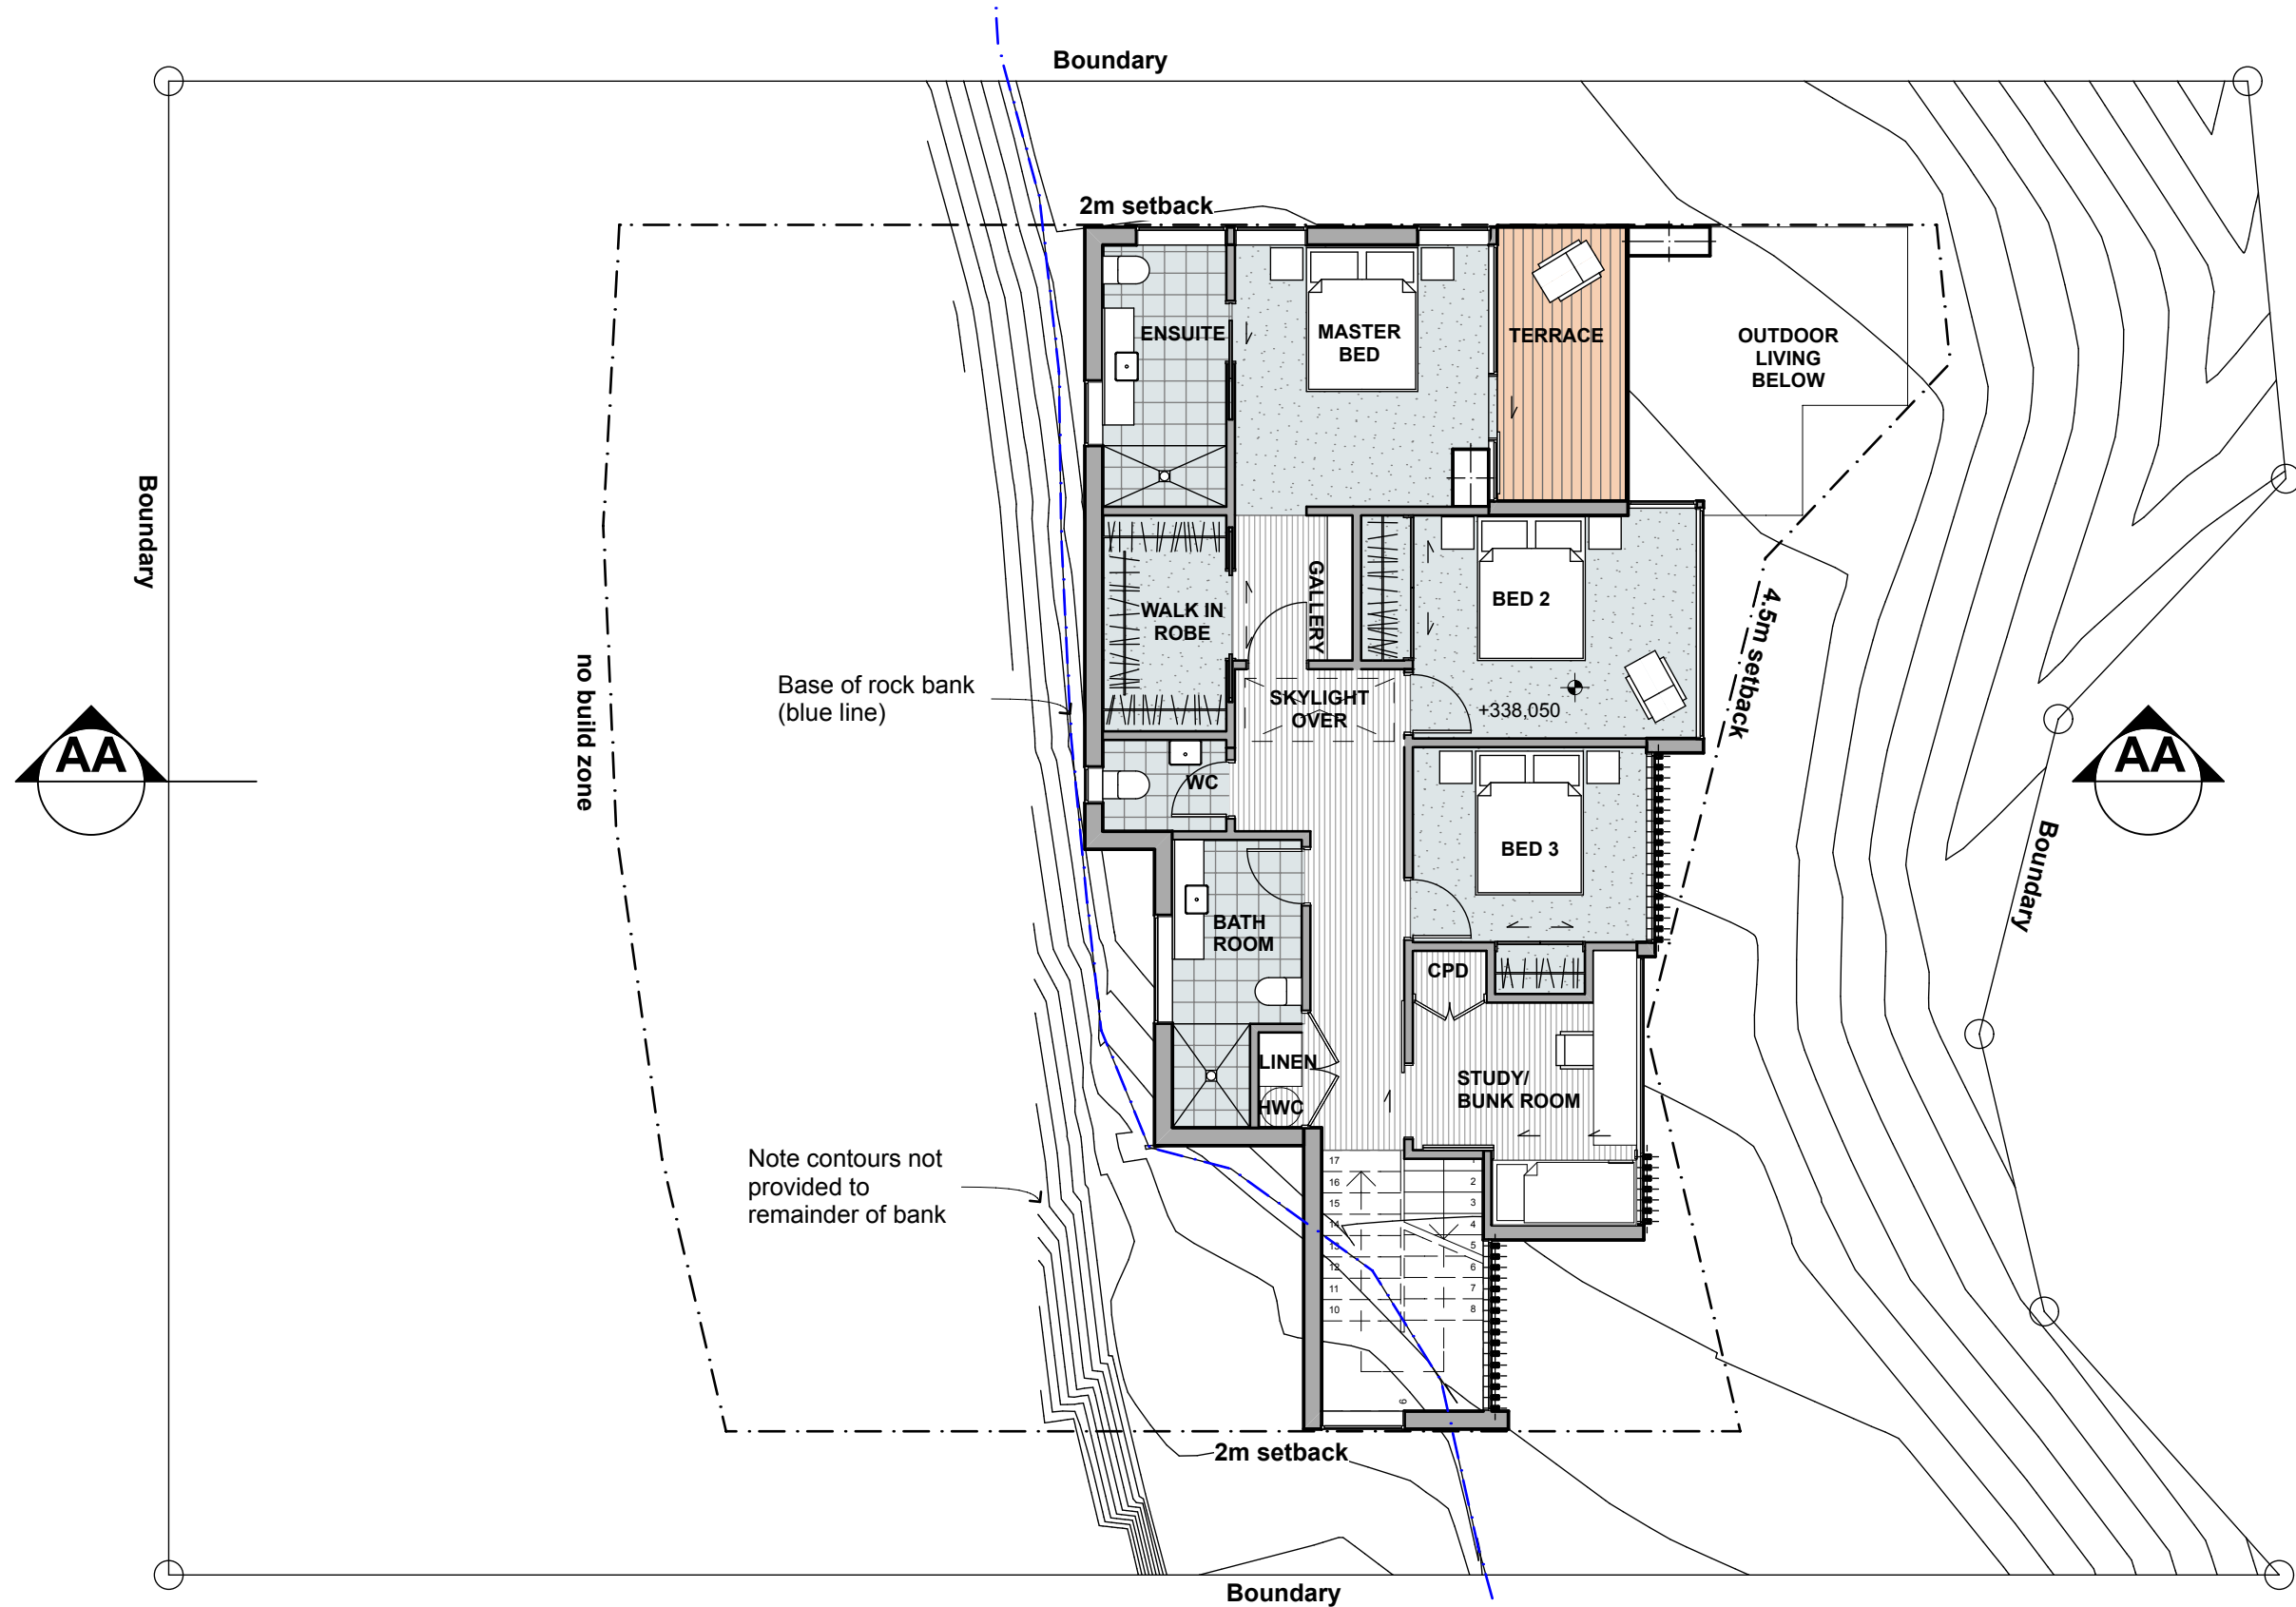 Boundary
2m setback
ENSUITE
MASTER
BED
TERRACE
OUTDOOR
LIVING
BELOW
Boundary
GALLERY
BED 2
WALK IN
ROBE
4.5m setback
no build zone
Base of rock bank
(blue line)
SKYLIGHT
OVER
+338,050
AA
AA
WC
BED 3
Boundary
BATH
ROOM
CPD
LINEN
STUDY/
BUNK ROOM
HWC
Note contours not
provided to
remainder of bank
17
16
15
14
13
12
11
10
1
2
3
4
5
6
7
8
9
2m setback
Boundary